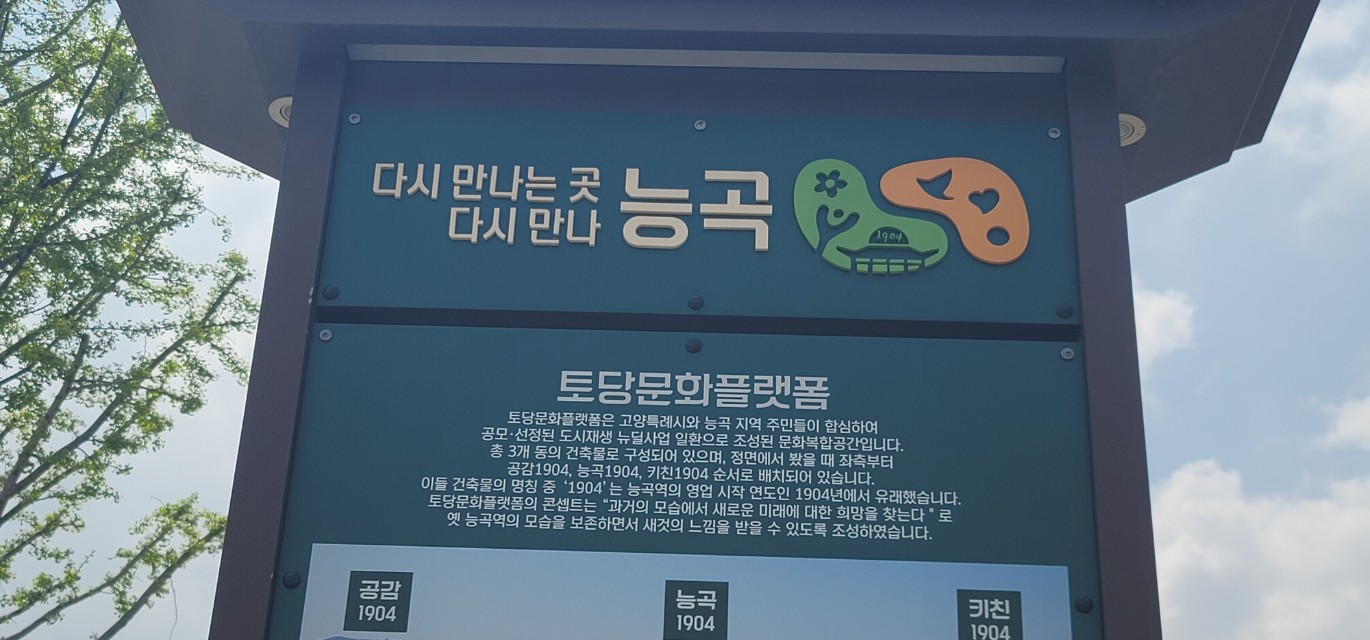 다시 만나는 곳
다시 만나 능곡
1904
토당문화플랫폼
토당문화플랫폼은 고양특례시와 능곡 지역 주민들이 합심하여
공모·선정된 도시재생 뉴딜사업 일환으로 조성된 문화복합공간입니다.
총 3개 동의 건축물로 구성되어 있으며, 정면에서 봤을 때 좌측부터
공감1904, 능곡1904, 키친1904 순서로 배치되어 있습니다.
이들 건축물의 명칭 중 ‘1904’는 능곡역의 영업 시작 연도인 1904년에서 유래했습니다.
토당문화플랫폼의 콘셉트는 “과거의 모습에서 새로운 미래에 대한 희망을 찾는다" 로
옛 능곡역의 모습을 보존하면서 새것의 느낌을 받을 수 있도록 조성하였습니다.
공감
1904
능곡
1904
키친
1904